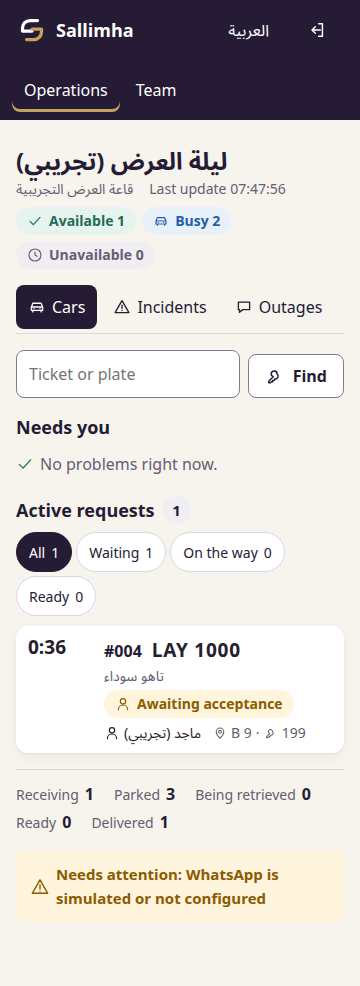 Sallimha
العربية
Operations
Team
ليلة العرض (تجريبي)
قاعة العرض التجريبية Last update 07:47:56
Available 1
Busy 2
Unavailable 0
Cars
Incidents
Outages
Ticket or plate
Find
Needs you
No problems right now.
Active requests 1
All 1
Waiting 1
On the way 0
Ready 0
0:36 #004 LAY 1000
تاهو سوداء
Awaiting acceptance
ماجد (تجريبي) B 9 · 199
Receiving 1 Parked 3 Being retrieved 0
Ready 0 Delivered 1
Needs attention: WhatsApp is
simulated or not configured